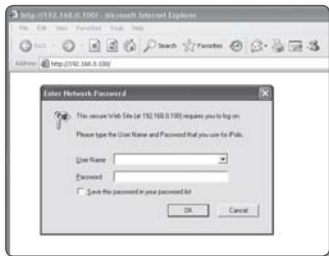 http://192.168.0.100/ - Microsoft Internet Explorer
File Edit View Favorites Tools Help
Back Search Favorites
Address http://192.168.0.100/
Enter Network Password
This secure Web Site (at 192.168.0.100) requires you to log on.
Please type the User Name and Password that you use for iPolis.
User Name
Password
Save this password in your password list
OK Cancel